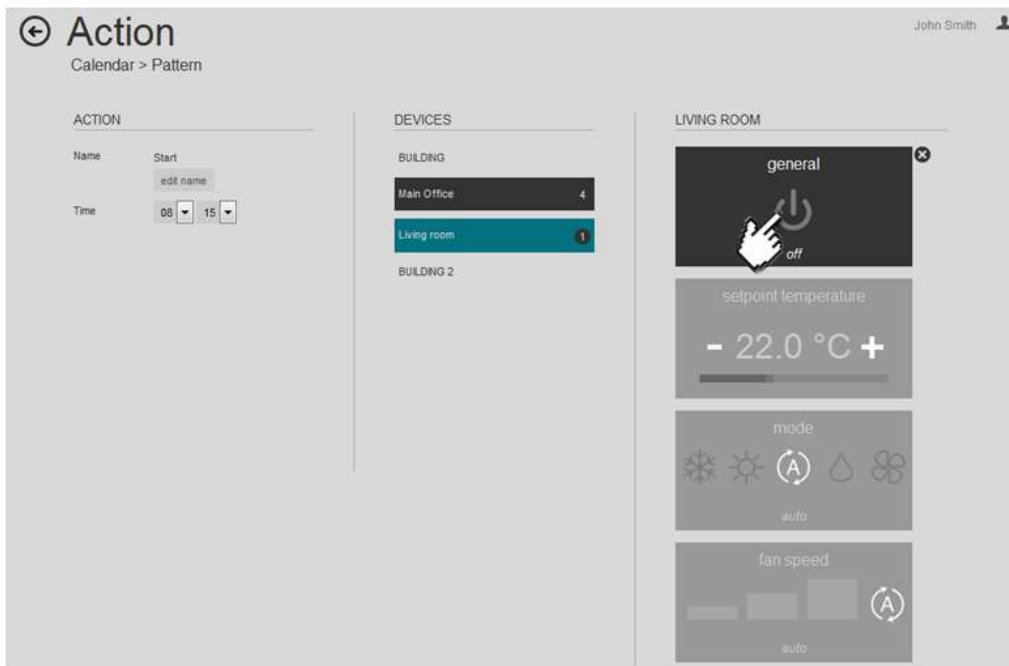 Action
John Smith
Calendar > Pattern
ACTION
Name Start
edit name
Time 08 15
DEVICES
BUILDING
Main Office 4
Living room 1
BUILDING 2
LIVING ROOM
general
off
setpoint temperature
- 22.0 °C +
mode
A
auto
fan speed
A
auto